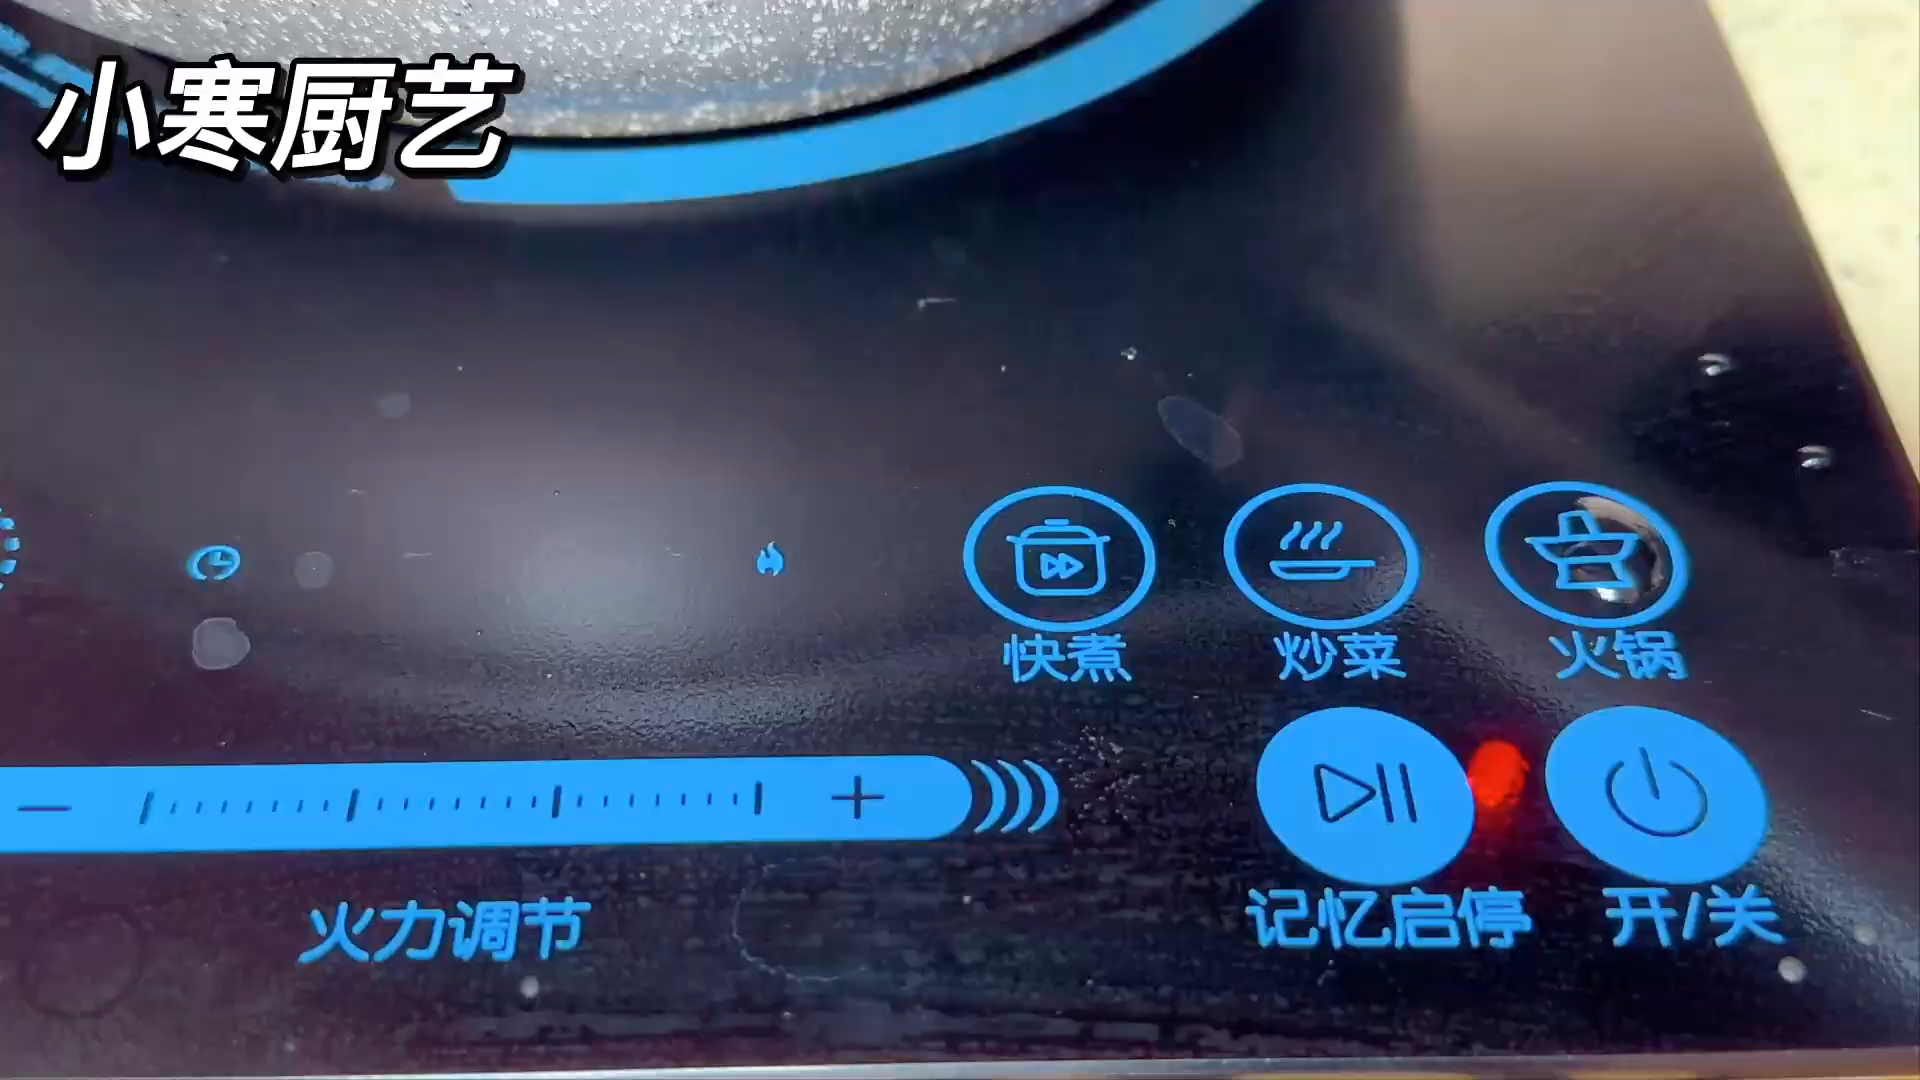 小寒厨艺
快煮
炒菜
火锅
火力调节
记忆启停
开/关